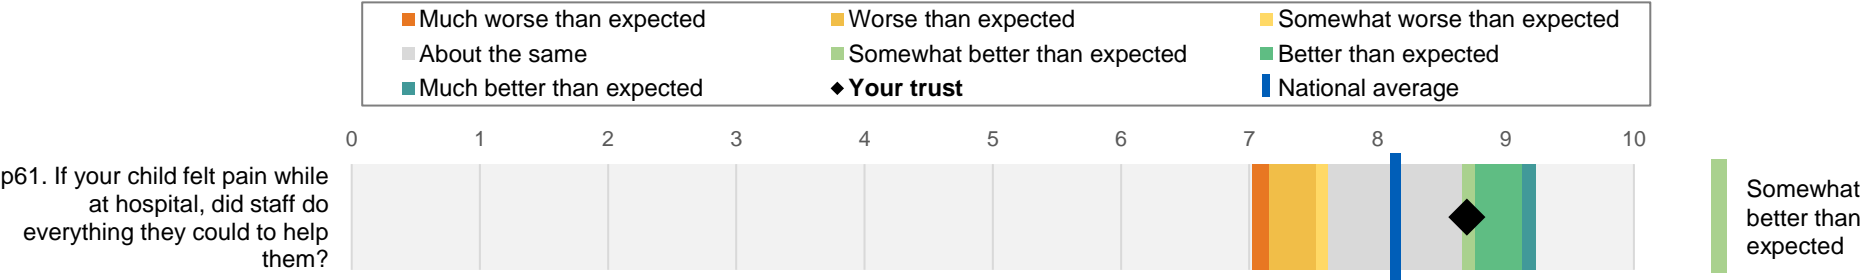 Much worse than expected Worse than expected Somewhat worse than expected
About the same Somewhat better than expected Better than expected
Much better than expected Your trust National average
0 1 2 3 4 5 6 7 8 9 10
p61. If your child felt pain while
at hospital, did staff do
everything they could to help
them?
Somewhat
better than
expected